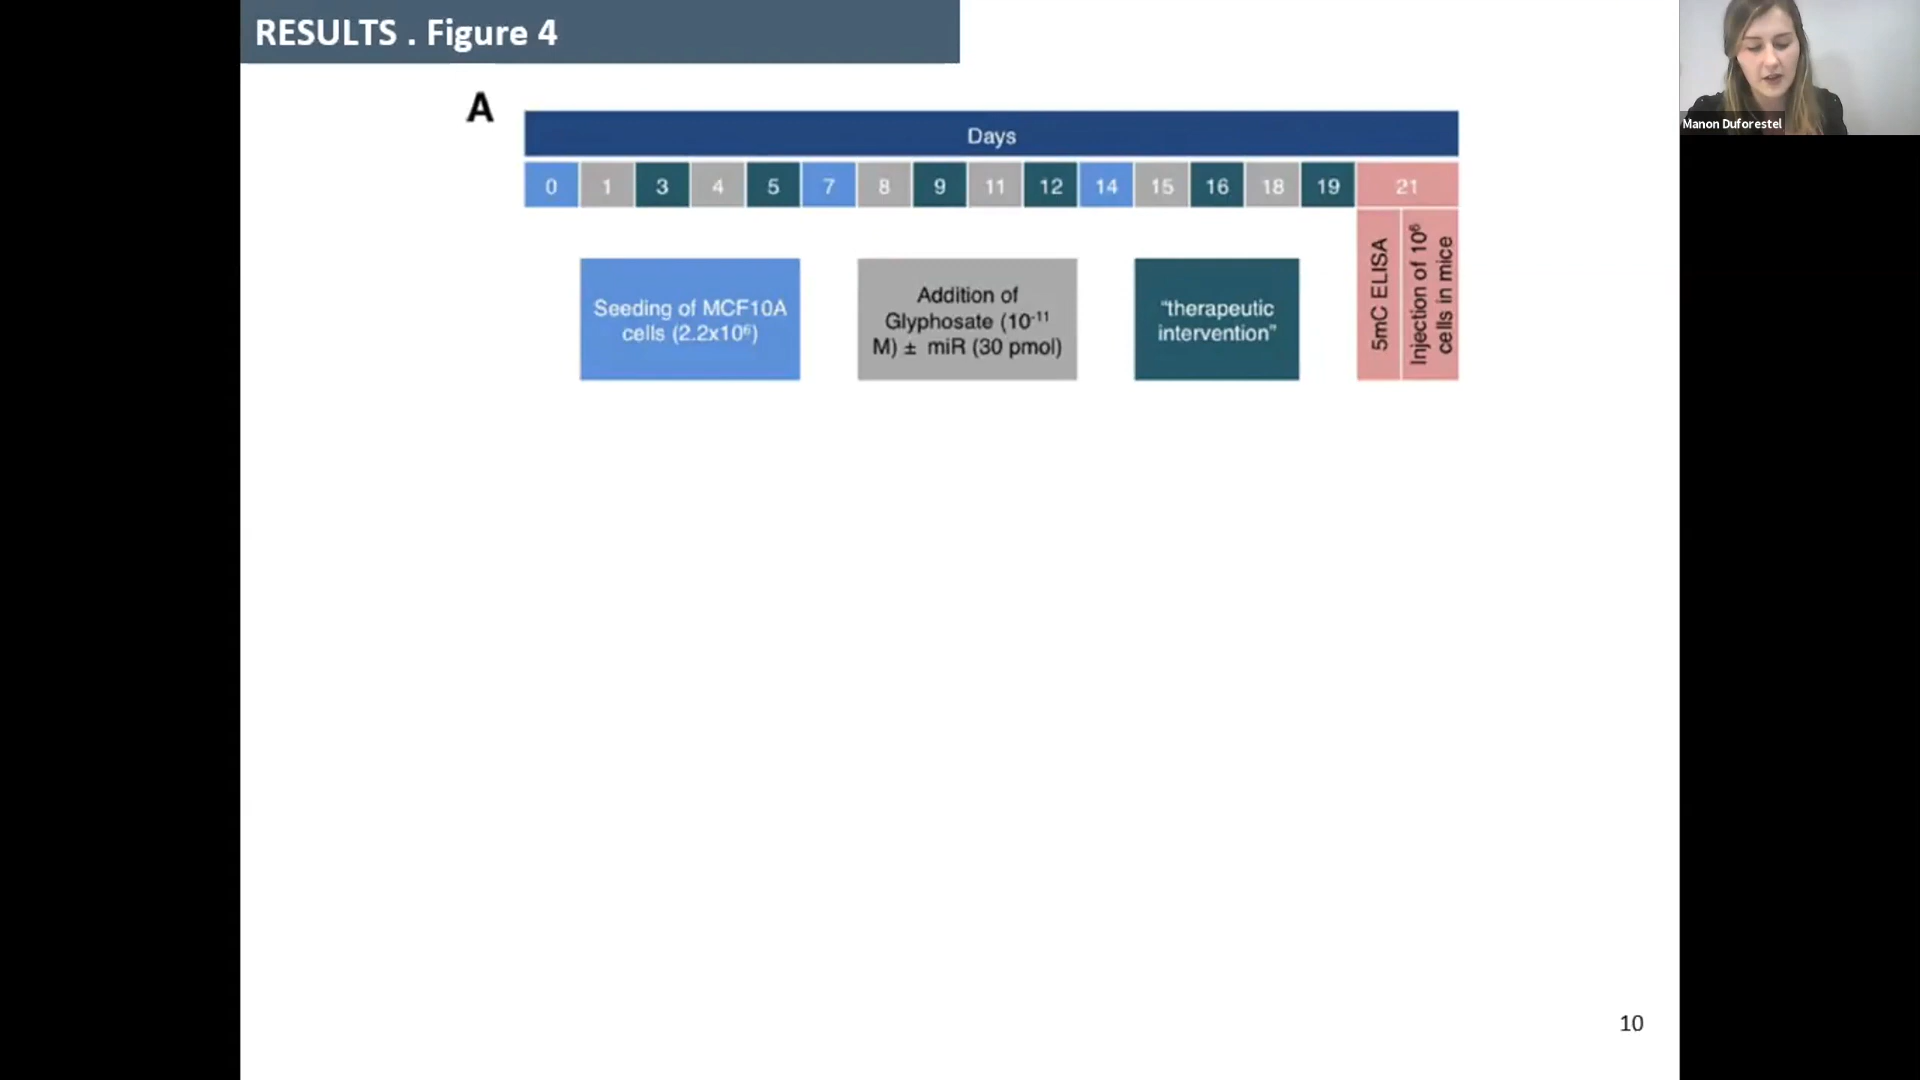 RESULTS . Figure 4
Manon Duforestel
A
Days
0 1 3 4 5 7 8 9 11 12 14 15 16 18 19 21
Seeding of MCF10A
cells (2.2x10⁶)
Addition of
Glyphosate (10⁻¹¹
M) ± miR (30 pmol)
"therapeutic
intervention"
5mC ELISA
Injection of 10⁶
cells in mice
10